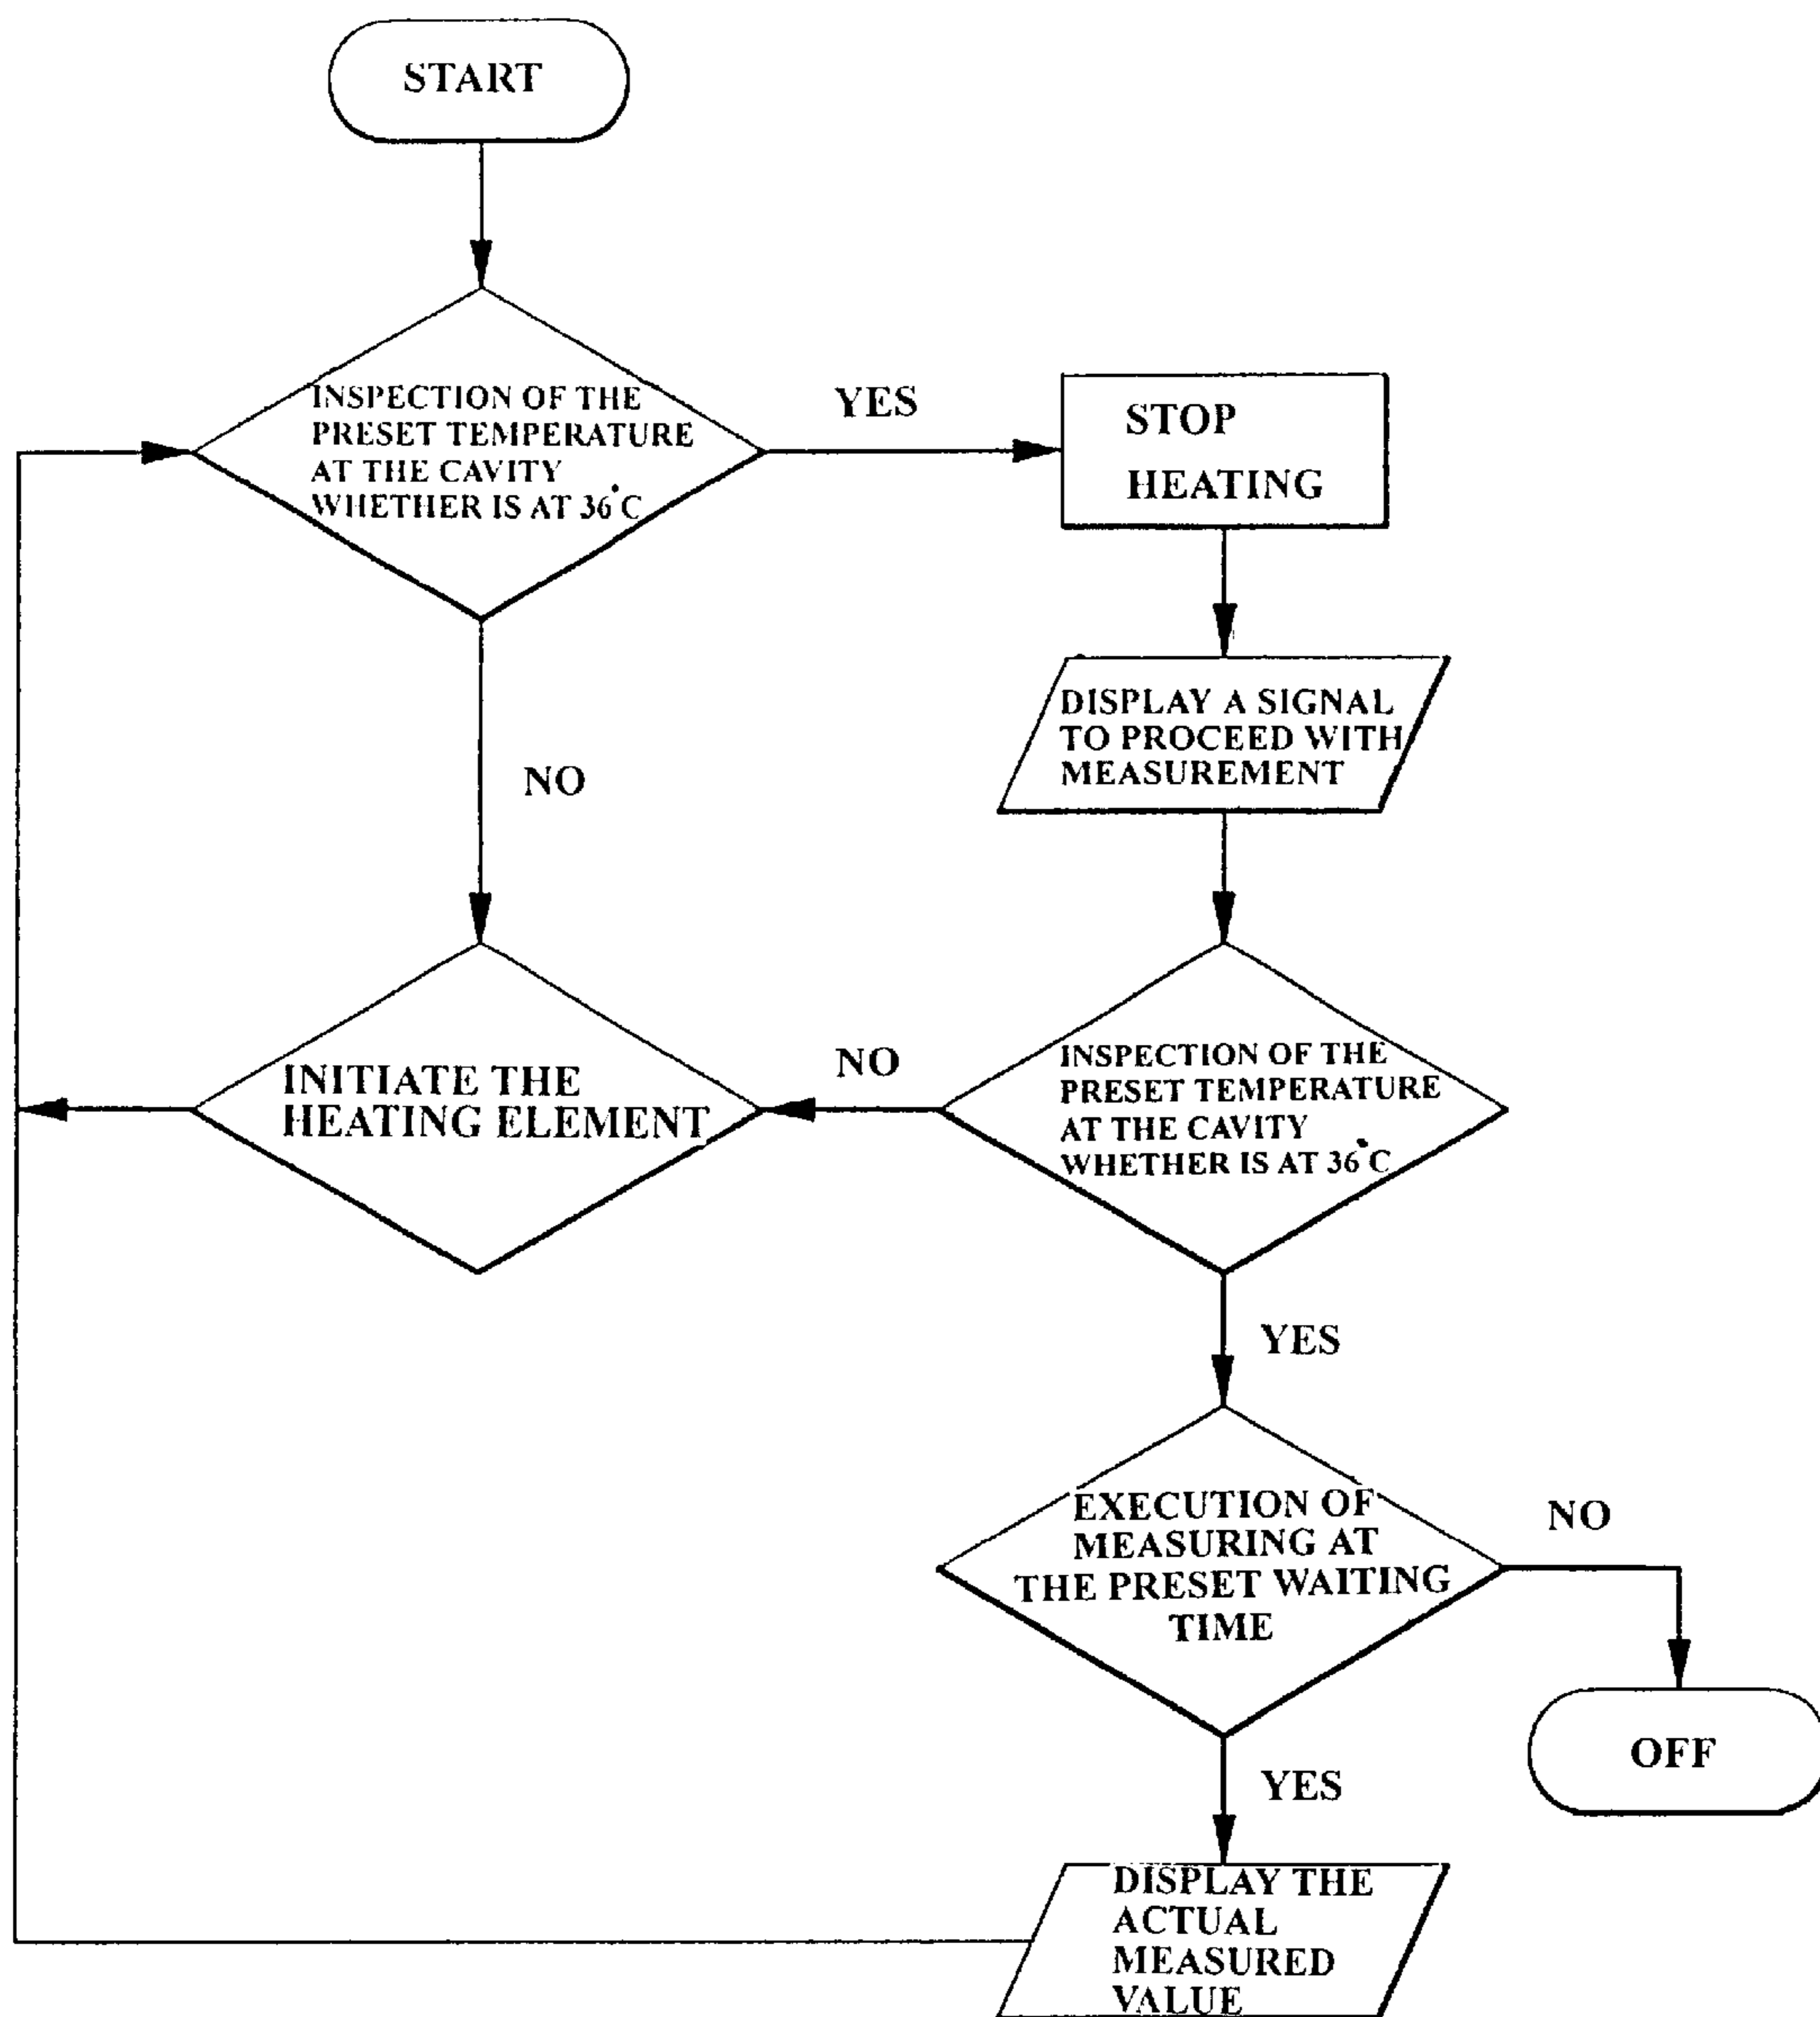 START
INSPECTION OF THE
PRESET TEMPERATURE
AT THE CAVITY
WHETHER IS AT 36°C
YES
STOP
HEATING
DISPLAY A SIGNAL
TO PROCEED WITH
MEASUREMENT
NO
INITIATE THE
HEATING ELEMENT
NO
INSPECTION OF THE
PRESET TEMPERATURE
AT THE CAVITY
WHETHER IS AT 36°C
YES
EXECUTION OF
MEASURING AT
THE PRESET WAITING
TIME
NO
OFF
YES
DISPLAY THE
ACTUAL
MEASURED
VALUE